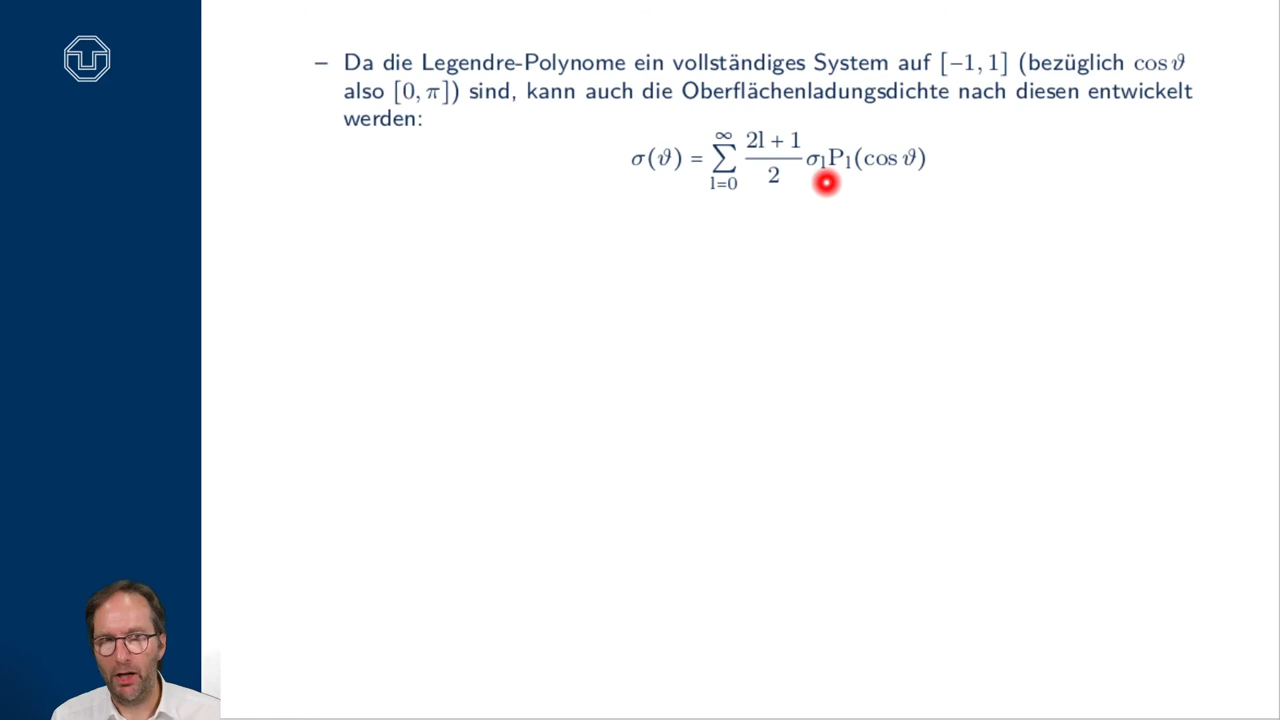 – Da die Legendre-Polynome ein vollständiges System auf [−1, 1] (bezüglich cos ϑ
also [0, π]) sind, kann auch die Oberflächenladungsdichte nach diesen entwickelt
werden:
σ(ϑ) = ∑_{l=0}^{∞} \frac{2l + 1}{2} σ_l P_l(cos ϑ)